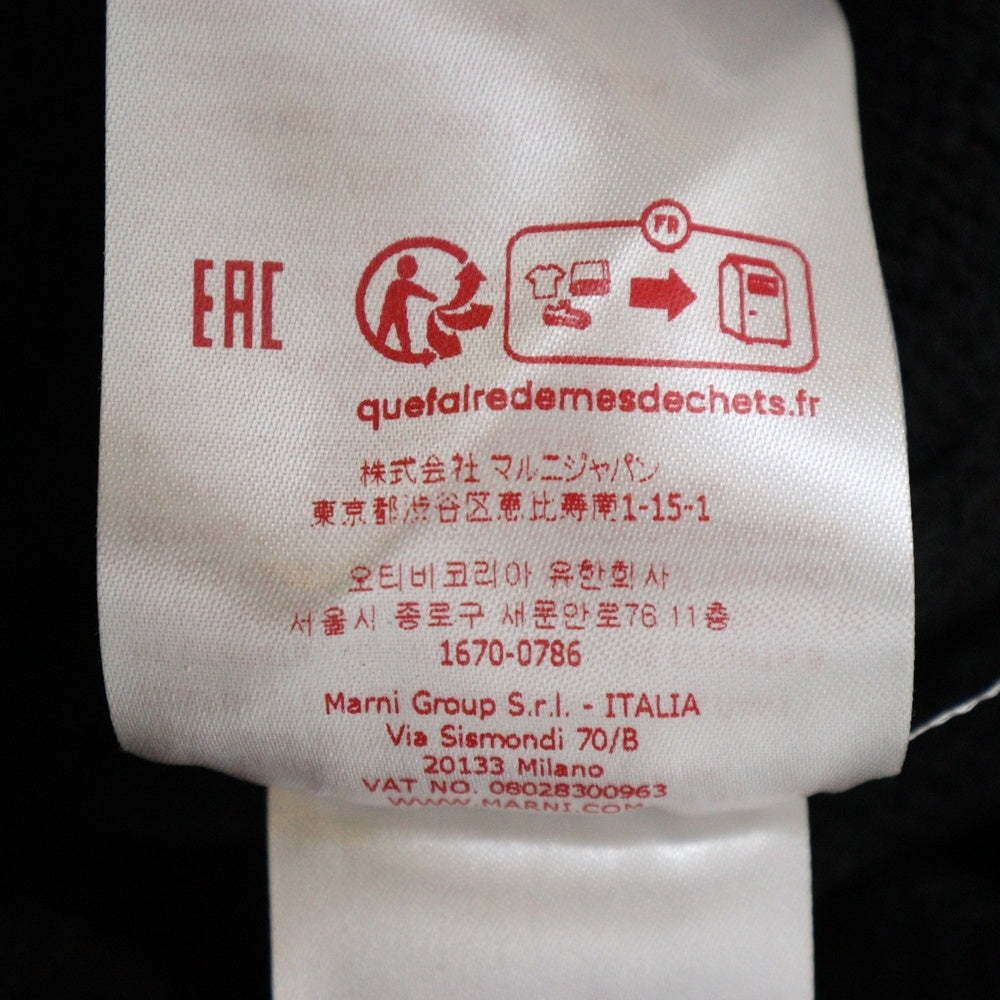 EAC
FR
quefairedemesdechets.fr
株式会社 マルニジャパン
東京都渋谷区恵比寿南1-15-1
오티비코리아 유한회사
서울시 종로구 새문안로76 11층
1670-0786
Marni Group S.r.l. - ITALIA
Via Sismondi 70/B
20133 Milano
VAT NO. 08028300963
WWW.MARNI.COM